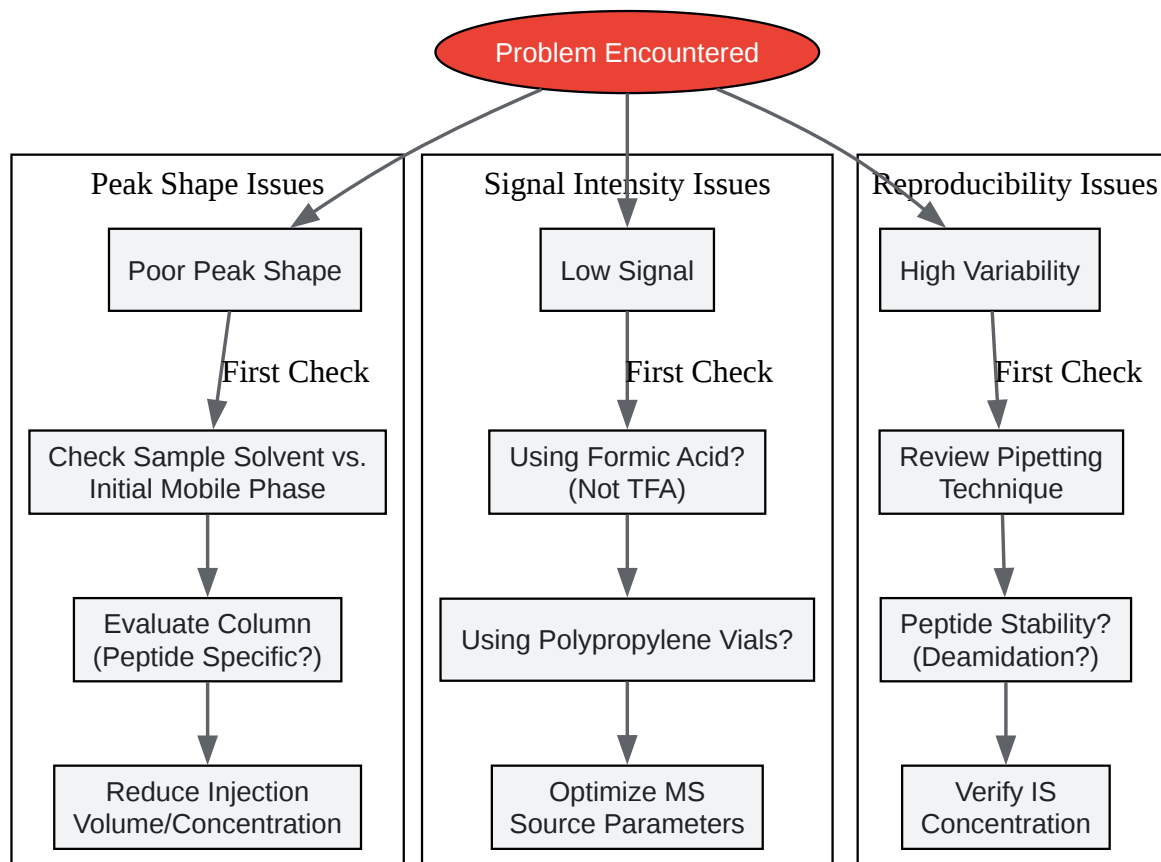 Problem Encountered
Peak Shape Issues
Poor Peak Shape
First Check
Check Sample Solvent vs.
Initial Mobile Phase
Evaluate Column
(Peptide Specific?)
Reduce Injection
Volume/Concentration
Signal Intensity Issues
Low Signal
First Check
Using Formic Acid?
(Not TFA)
Using Polypropylene Vials?
Optimize MS
Source Parameters
Reproducibility Issues
High Variability
First Check
Review Pipetting
Technique
Peptide Stability?
(Deamidation?)
Verify IS
Concentration